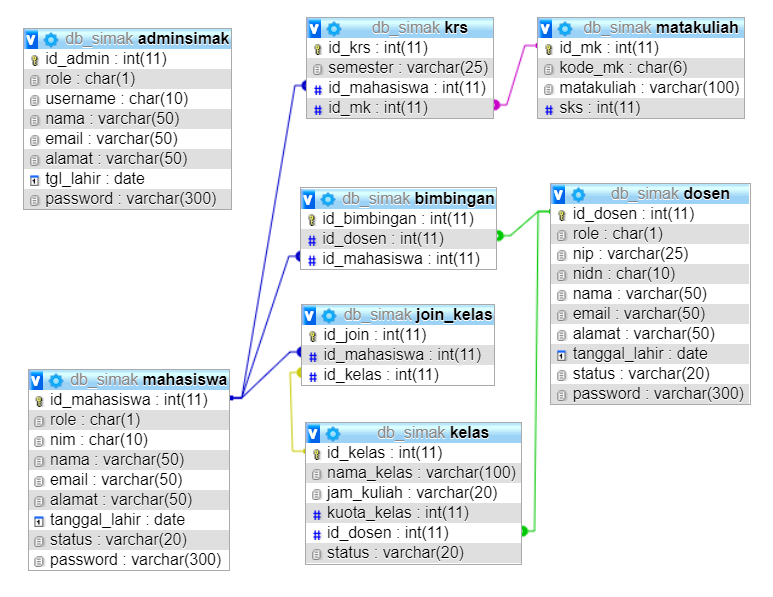 db_simak adminsimak
id_admin : int(11)
role : char(1)
username : char(10)
nama : varchar(50)
email : varchar(50)
alamat : varchar(50)
tgl_lahir : date
password : varchar(300)
db_simak krs
id_krs : int(11)
semester : varchar(25)
id_mahasiswa : int(11)
id_mk : int(11)
db_simak matakuliah
id_mk : int(11)
kode_mk : char(6)
matakuliah : varchar(100)
sks : int(11)
db_simak bimbingan
id_bimbingan : int(11)
id_dosen : int(11)
id_mahasiswa : int(11)
db_simak dosen
id_dosen : int(11)
role : char(1)
nip : varchar(25)
nidn : char(10)
nama : varchar(50)
email : varchar(50)
alamat : varchar(50)
tanggal_lahir : date
status : varchar(20)
password : varchar(300)
db_simak join_kelas
id_join : int(11)
id_mahasiswa : int(11)
id_kelas : int(11)
db_simak mahasiswa
id_mahasiswa : int(11)
role : char(1)
nim : char(10)
nama : varchar(50)
email : varchar(50)
alamat : varchar(50)
tanggal_lahir : date
status : varchar(20)
password : varchar(300)
db_simak kelas
id_kelas : int(11)
nama_kelas : varchar(100)
jam_kuliah : varchar(20)
kuota_kelas : int(11)
id_dosen : int(11)
status : varchar(20)